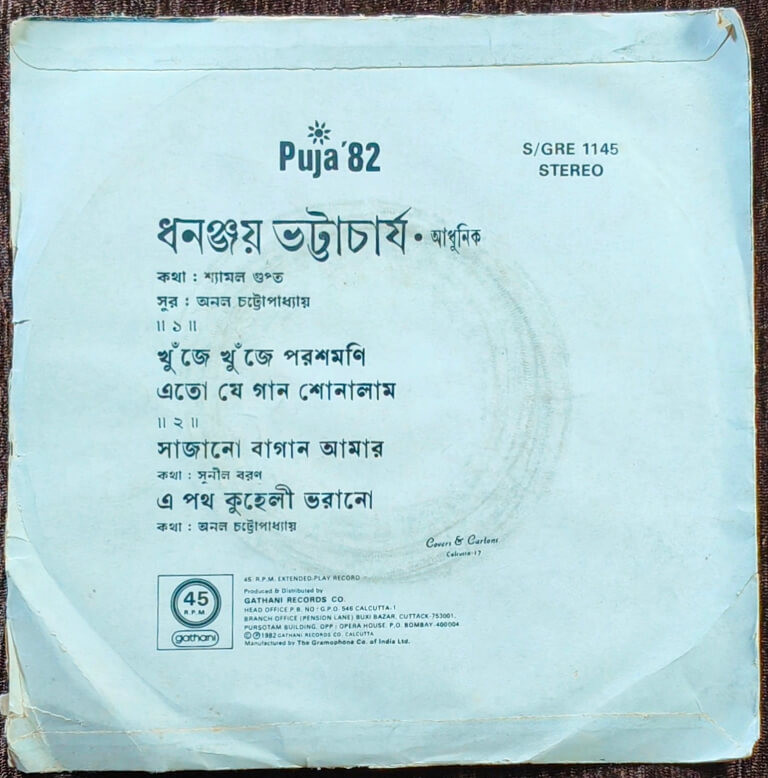 Puja '82
S/GRE 1145
STEREO
ধনঞ্জয় ভট্টাচার্য • আধুনিক
কথা : শ্যামল গুপ্ত
সুর : অনল চট্টোপাধ্যায়
॥ ১ ॥
খুঁজে খুঁজে পরশমণি
এতো যে গান শোনালাম
॥ ২ ॥
সাজানো বাগান আমার
কথা : সুনীল বরণ
এ পথ কুহেলী ভরানো
কথা : অনল চট্টোপাধ্যায়
Covers & Cartons
Calcutta-17
45
R.P.M.
gathani
45 R.P.M. EXTENDED-PLAY RECORD
Produced & Distributed by
GATHANI RECORDS CO.
HEAD OFFICE P.B. NO : G.P.O. 546 CALCUTTA-1
BRANCH OFFICE (PENSION LANE) BUXI BAZAR, CUTTACK-753001.
PURSOTAM BUILDING, OPP : OPERA HOUSE, P.O. BOMBAY-400004
© ℗ 1982 GATHANI RECORDS CO. CALCUTTA
Manufactured by The Gramophone Co. of India Ltd.